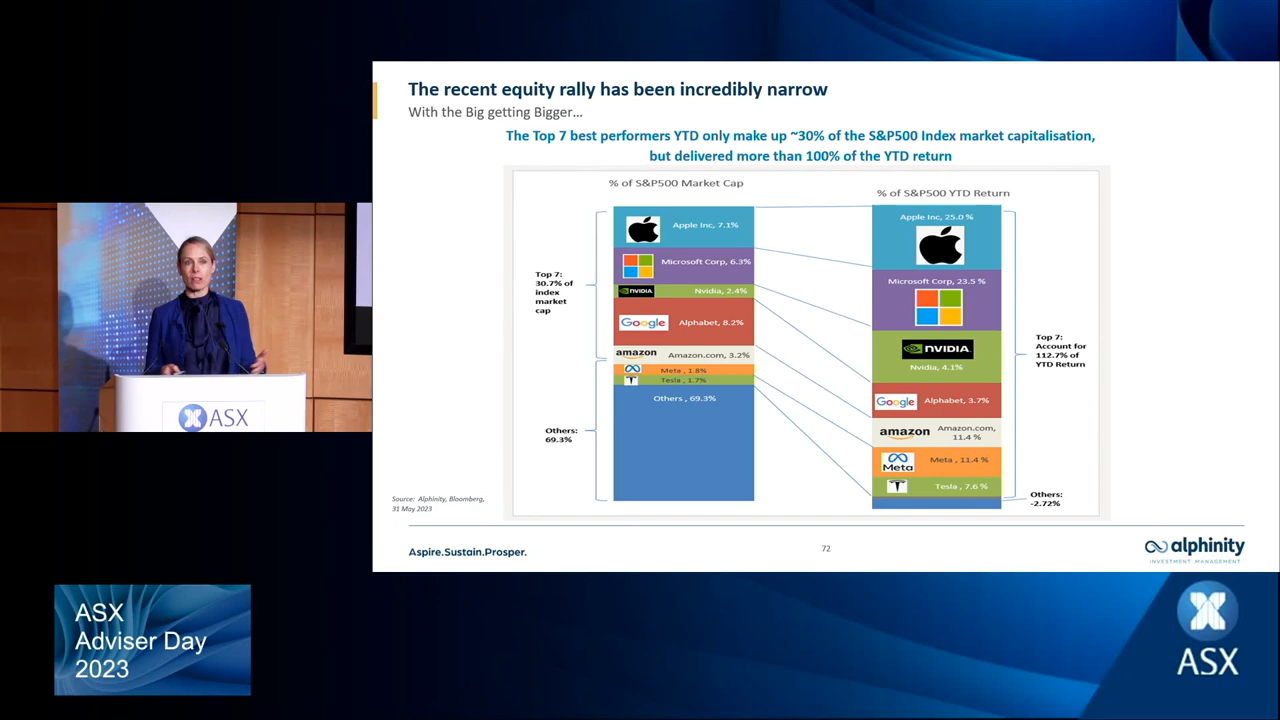 The recent equity rally has been incredibly narrow
With the Big getting Bigger...
The Top 7 best performers YTD only make up ~30% of the S&P500 Index market capitalisation,
but delivered more than 100% of the YTD return
% of S&P500 Market Cap
% of S&P500 YTD Return
Top 7:
30.7% of
index
market
cap
Others:
69.3%
Apple Inc, 7.1%
Microsoft Corp, 6.3%
NVIDIA
Nvidia, 2.4%
Google
Alphabet, 8.2%
amazon
Amazon.com, 3.2%
Meta , 1.8%
Tesla , 1.7%
Others , 69.3%
Apple Inc, 25.0 %
Microsoft Corp, 23.5 %
NVIDIA
Nvidia, 4.1%
Google
Alphabet, 3.7%
amazon
Amazon.com,
11.4 %
Meta
Meta , 11.4 %
Tesla , 7.6 %
Top 7:
Account for
112.7% of
YTD Return
Others:
-2.72%
Source: Alphinity, Bloomberg,
31 May 2023
Aspire.Sustain.Prosper.
72
alphinity
INVESTMENT MANAGEMENT
ASX
ASX
Adviser Day
2023
ASX